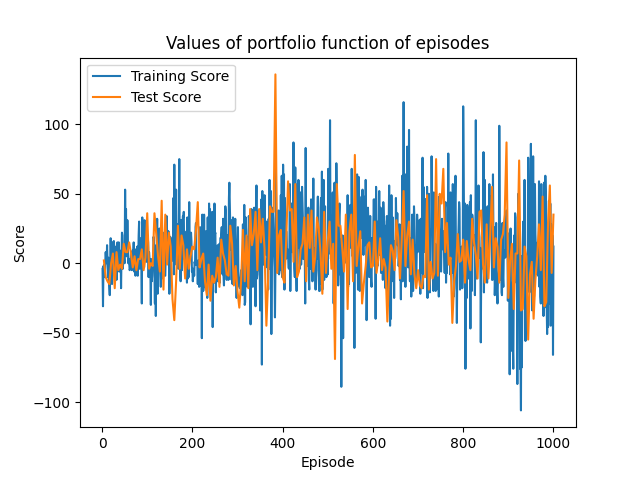 Values of portfolio function of episodes
Training Score
Test Score
Score
100
50
0
−50
−100
0
200
400
600
800
1000
Episode